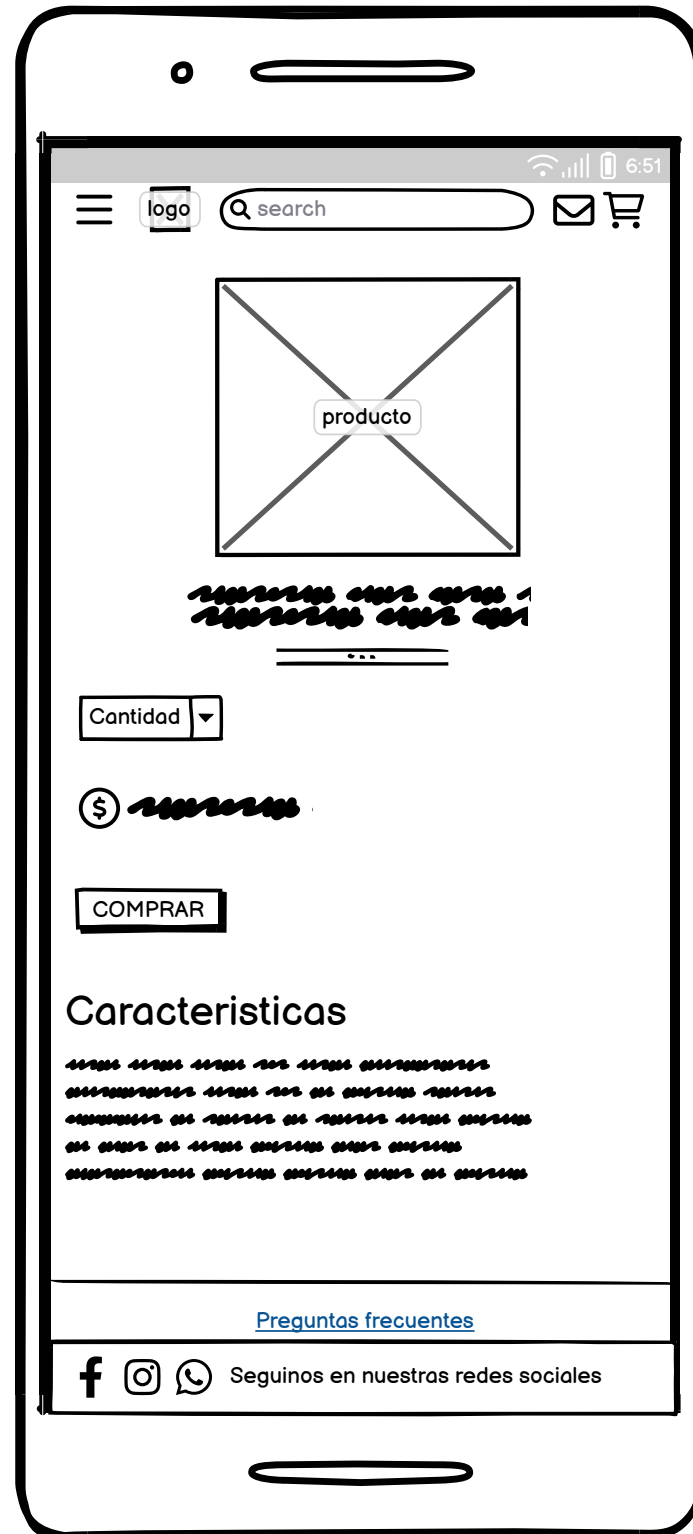 6:51
logo
search
producto
Cantidad
$
COMPRAR
Caracteristicas
Preguntas frecuentes
Seguinos en nuestras redes sociales